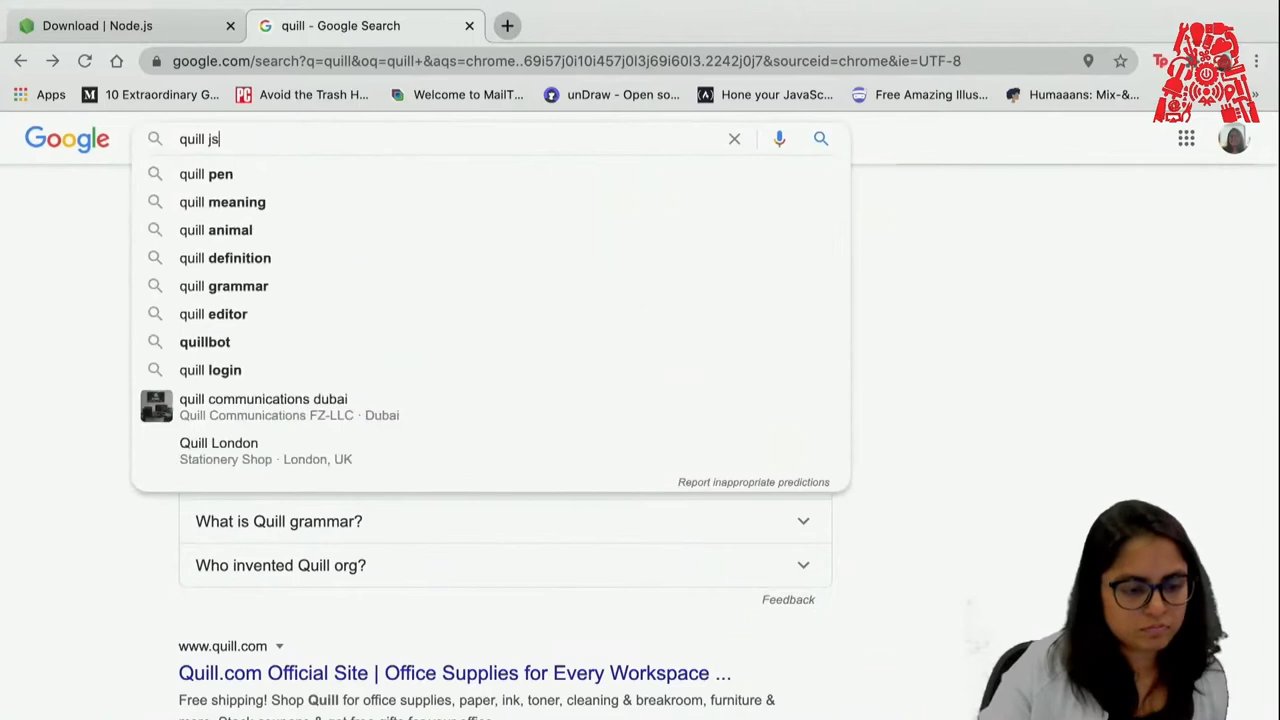 Download | Node.js
quill - Google Search
google.com/search?q=quill&oq=quill+&aqs=chrome..69i57j0i10i457j0l3j69i60l3.2242j0j7&sourceid=chrome&ie=UTF-8
Tp
Apps
M 10 Extraordinary G...
PC Avoid the Trash H...
Welcome to MailT...
unDraw - Open so...
Hone your JavaSc...
Free Amazing Illus...
Humaaans: Mix-&...
»
Google
quill js
quill pen
quill meaning
quill animal
quill definition
quill grammar
quill editor
quillbot
quill login
quill communications dubai
Quill Communications FZ-LLC · Dubai
Quill London
Stationery Shop · London, UK
Report inappropriate predictions
What is Quill grammar?
Who invented Quill org?
Feedback
www.quill.com
Quill.com Official Site | Office Supplies for Every Workspace ...
Free shipping! Shop Quill for office supplies, paper, ink, toner, cleaning & breakroom, furniture &